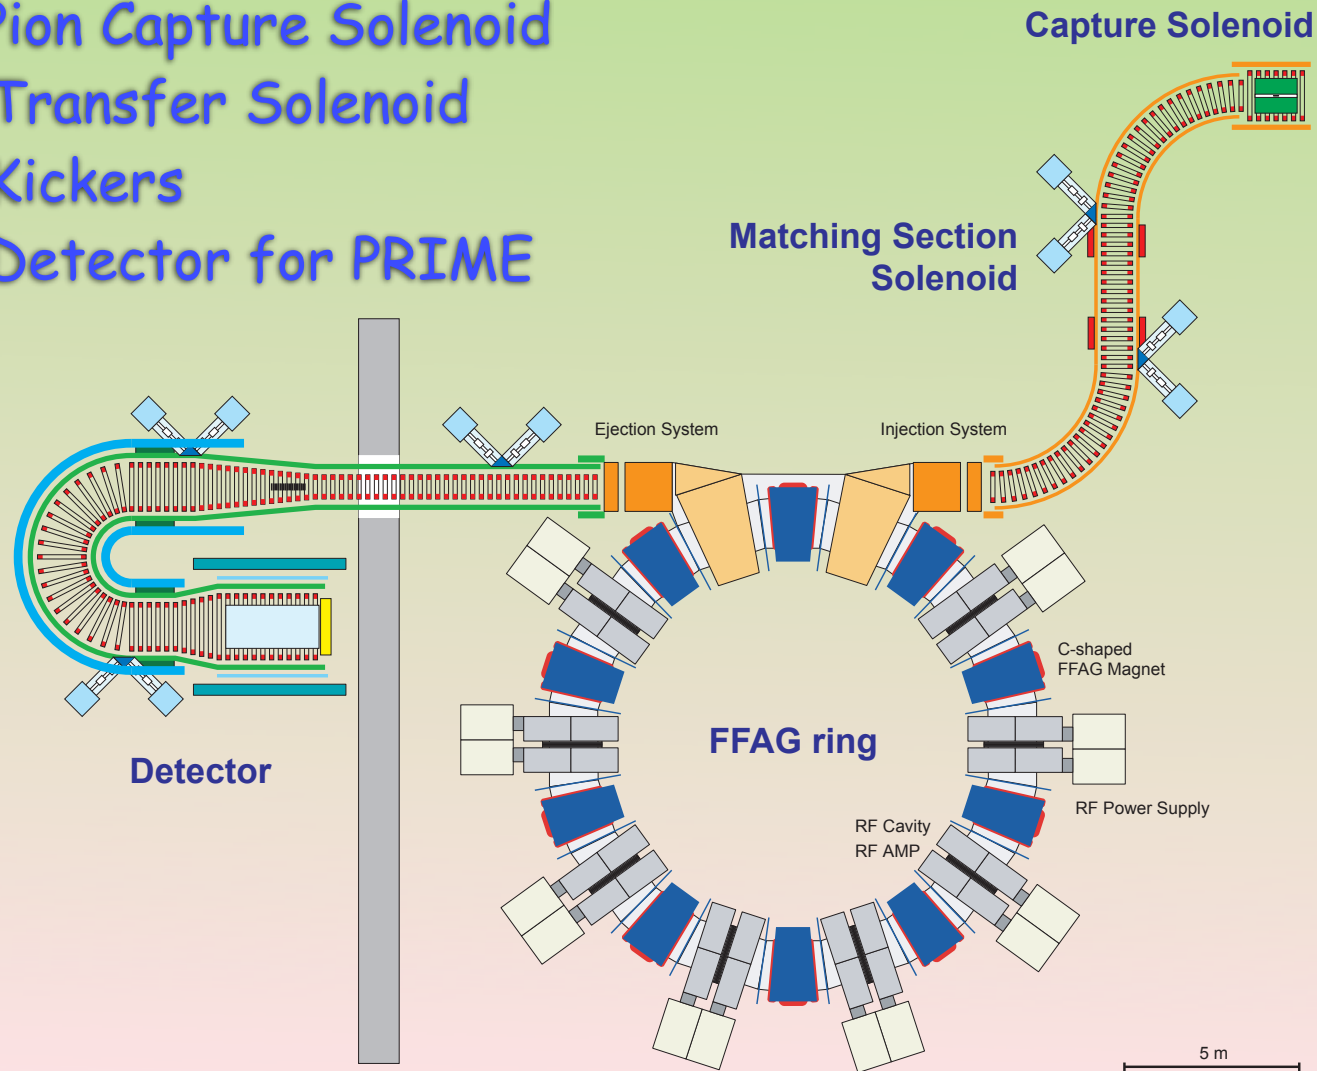 Pion Capture Solenoid
Transfer Solenoid
Kickers
Detector for PRIME
Capture Solenoid
Matching Section
Solenoid
Ejection System
Injection System
C-shaped
FFAG Magnet
FFAG ring
Detector
RF Power Supply
RF Cavity
RF AMP
5 m